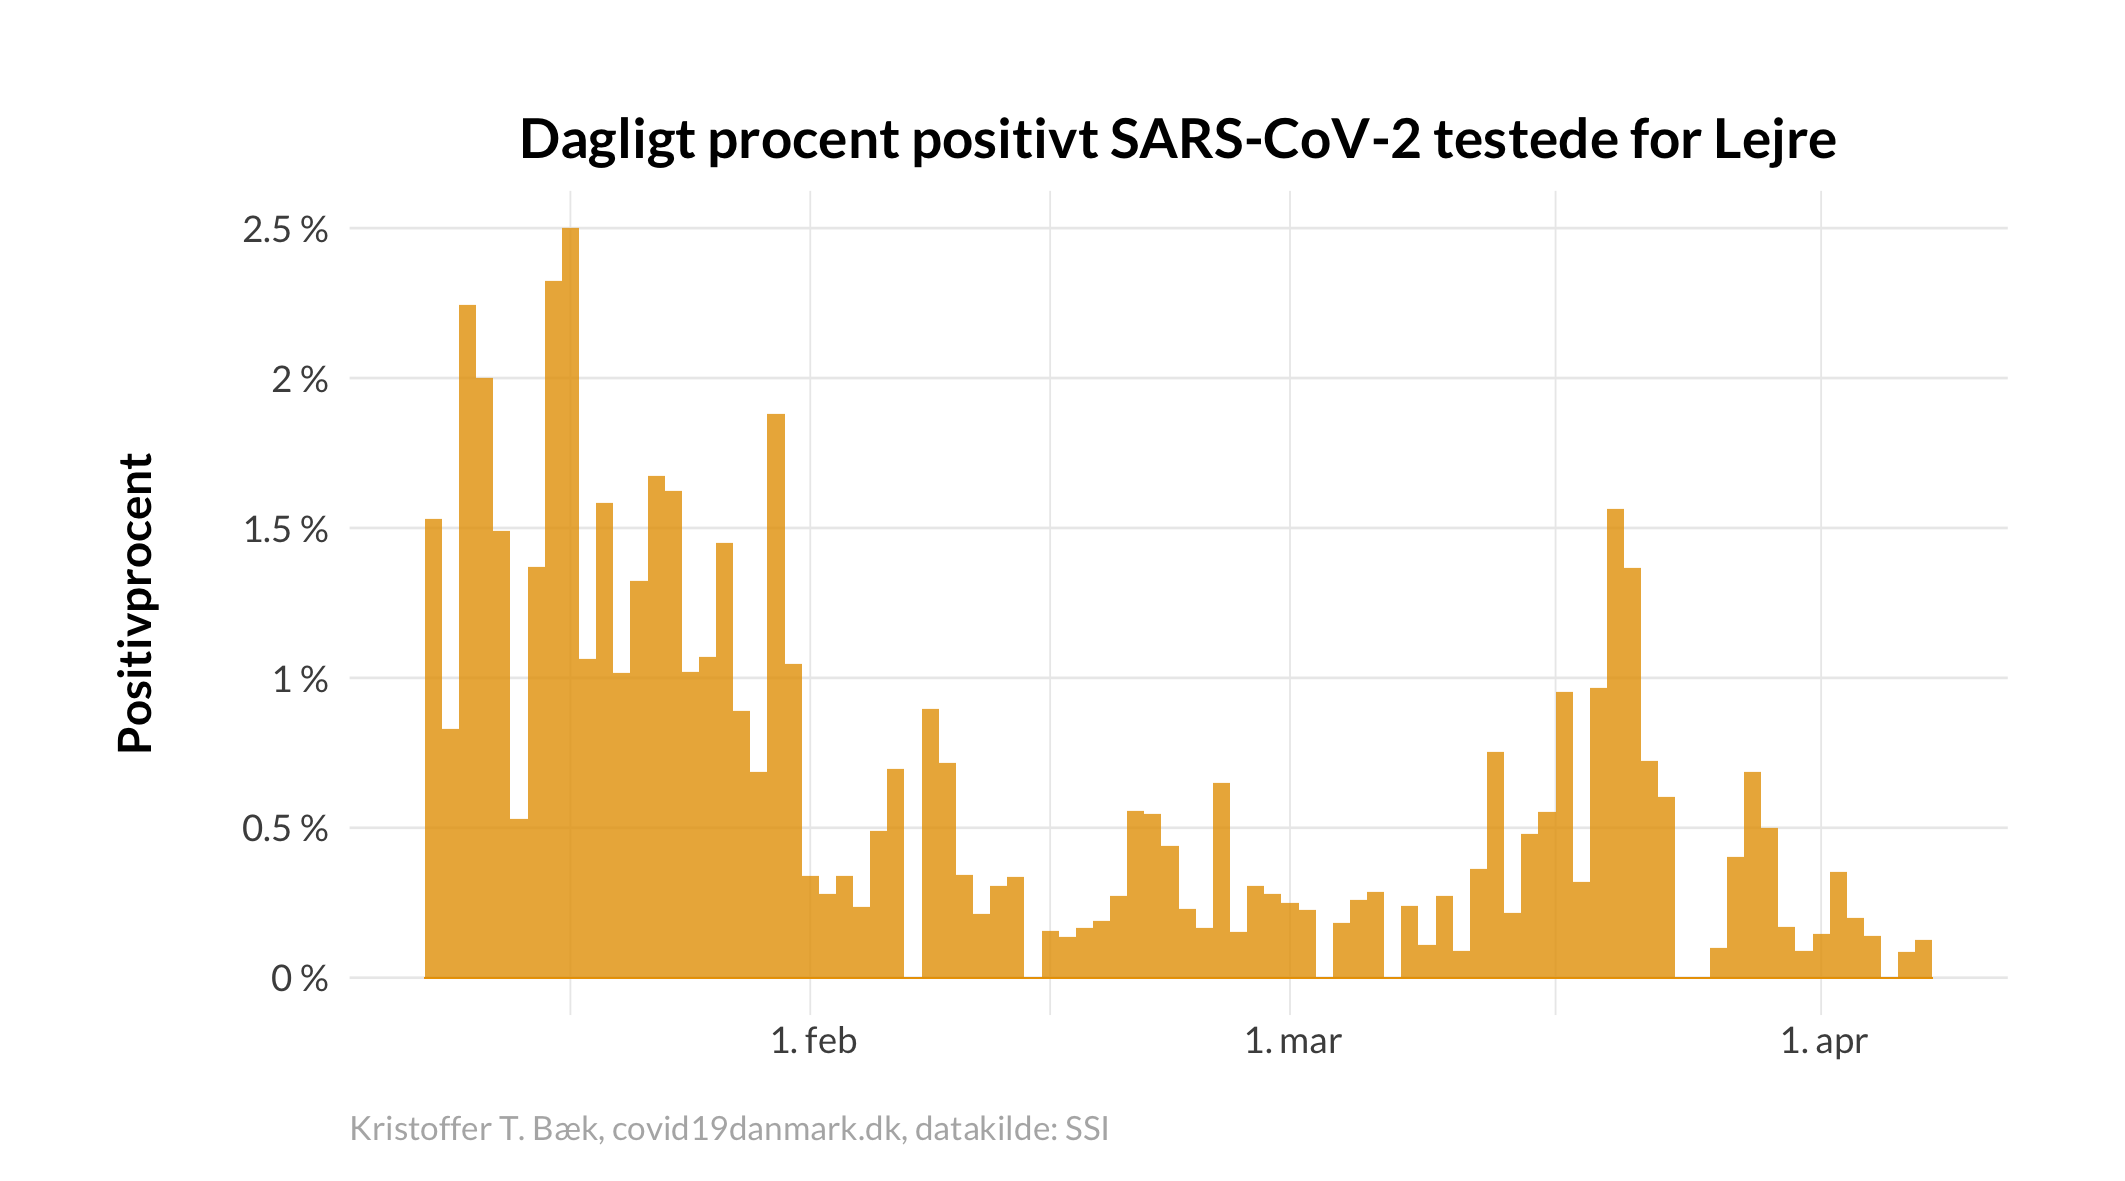 Dagligt procent positivt SARS-CoV-2 testede for Lejre
Positivprocent
2.5 %
2 %
1.5 %
1 %
0.5 %
0 %
1. feb
1. mar
1. apr
Kristoffer T. Bæk, covid19danmark.dk, datakilde: SSI